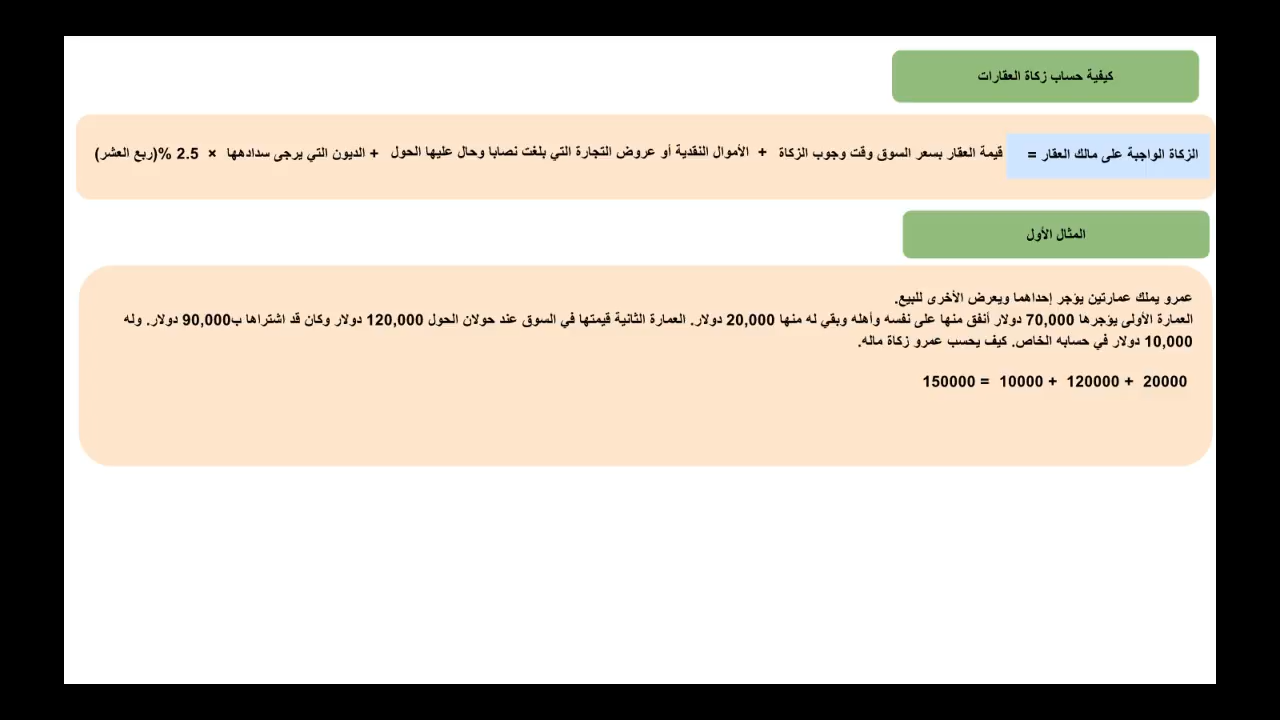 كيفية حساب زكاة العقارات
الزكاة الواجبة على مالك العقار = قيمة العقار بسعر السوق وقت وجوب الزكاة + الأموال النقدية أو عروض التجارة التي بلغت نصابا وحال عليها الحول + الديون التي يرجى سدادهها × 2.5 %(ربع العشر)
المثال الأول
عمرو يملك عمارتين يؤجر إحداهما ويعرض الأخرى للبيع.
العمارة الأولى يؤجرها 70,000 دولار أنفق منها على نفسه وأهله وبقي له منها 20,000 دولار. العمارة الثانية قيمتها في السوق عند حولان الحول 120,000 دولار وكان قد اشتراها ب90,000 دولار. وله
10,000 دولار في حسابه الخاص. كيف يحسب عمرو زكاة ماله.
20000 + 120000 + 10000 = 150000